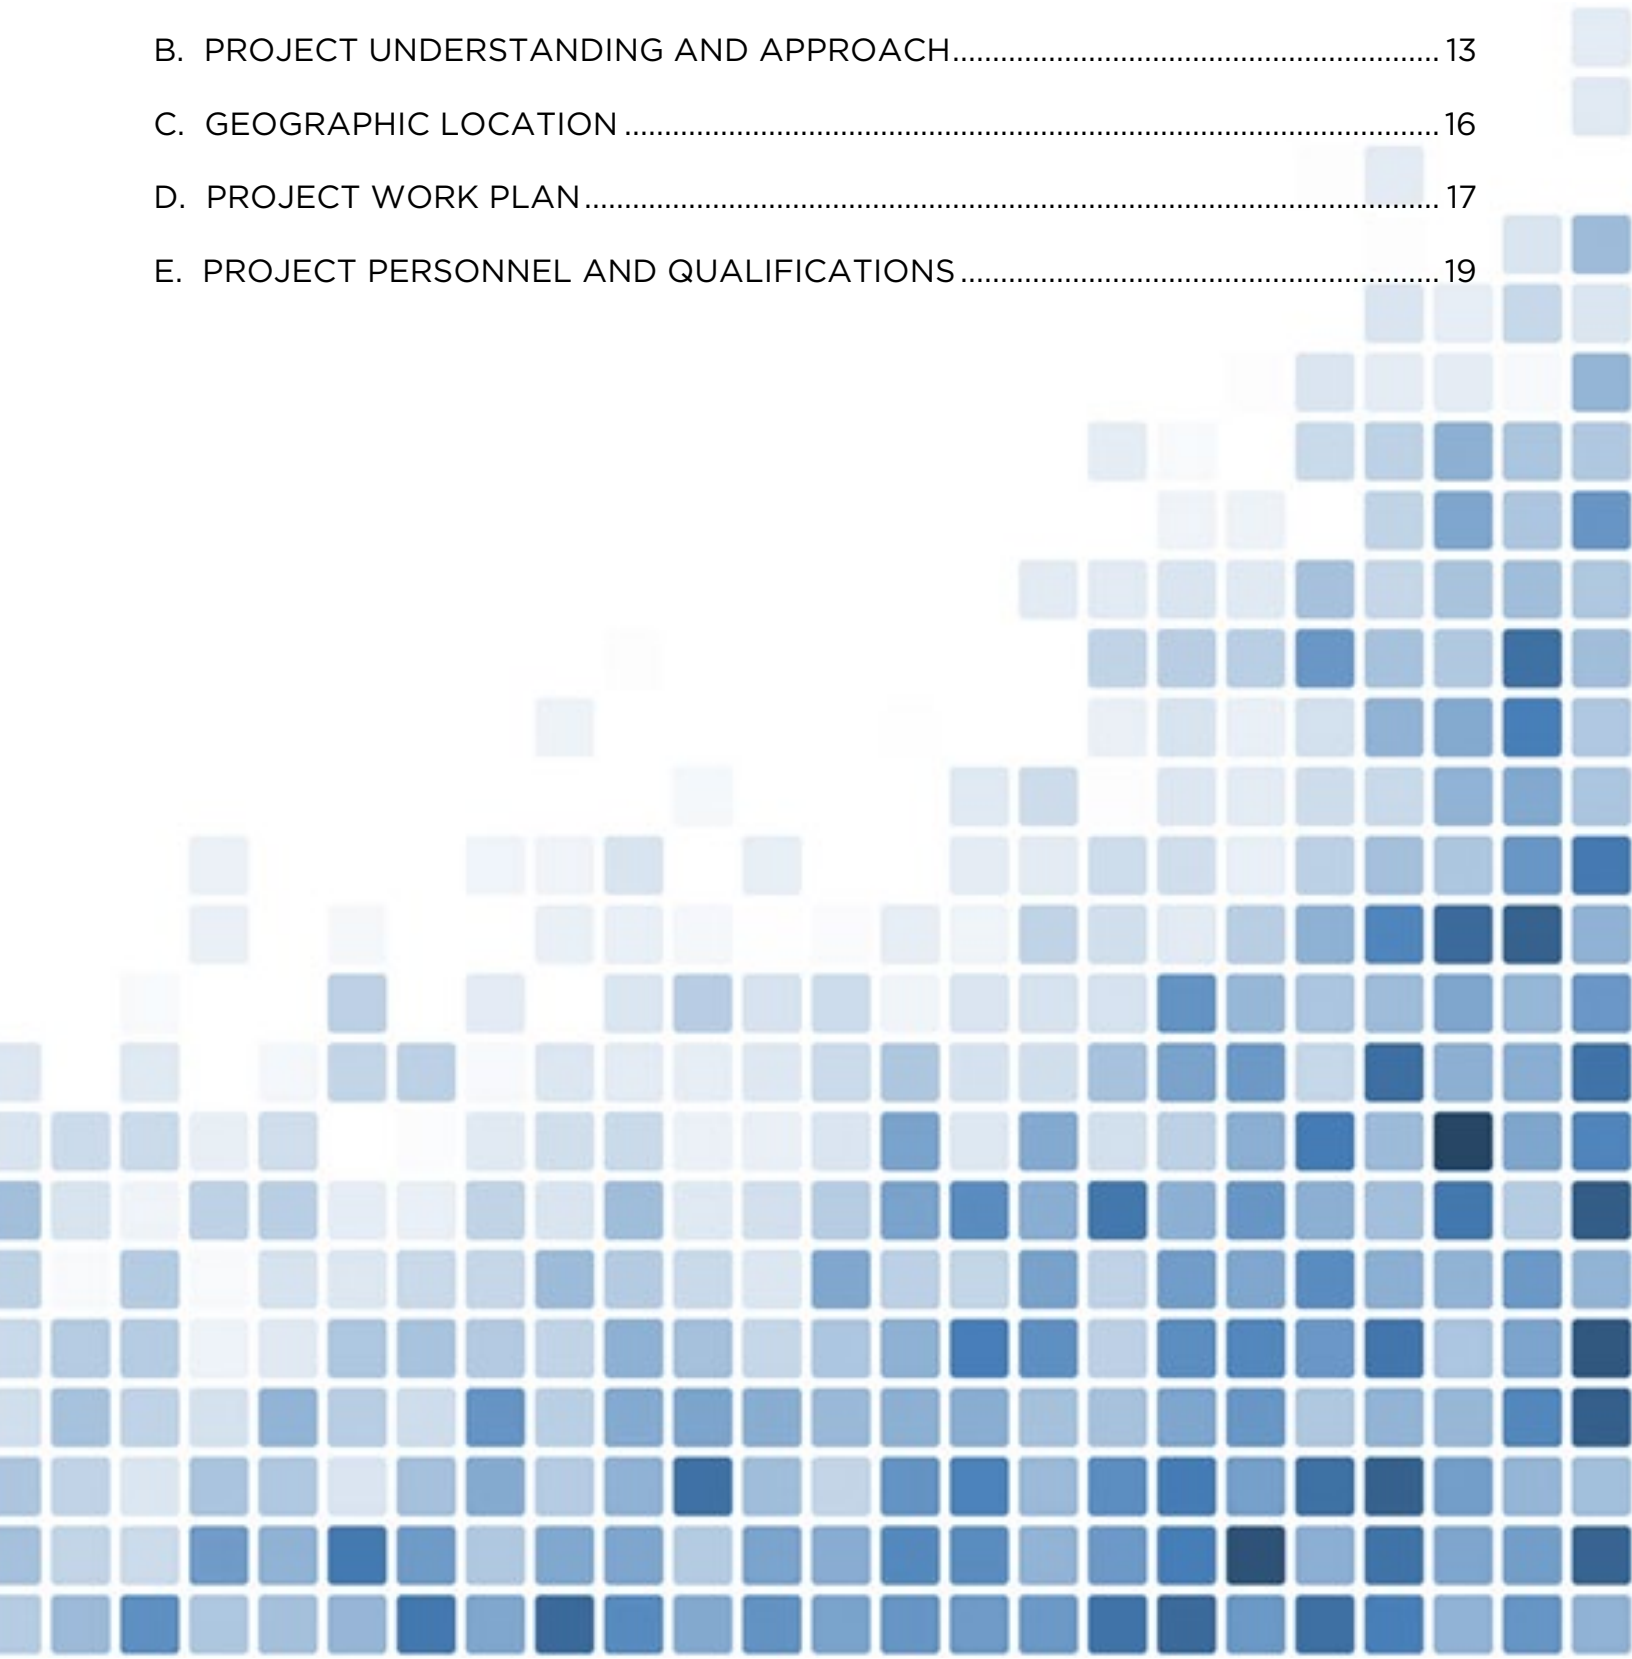 B. PROJECT UNDERSTANDING AND APPROACH............................................................ 13
C. GEOGRAPHIC LOCATION ..................................................................................................... 16
D. PROJECT WORK PLAN.......................................................................................................... 17
E. PROJECT PERSONNEL AND QUALIFICATIONS ........................................................... 19